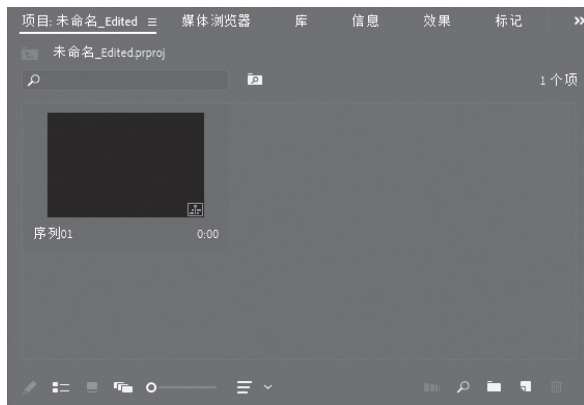 项目: 未命名_Edited ≡ 媒体浏览器 库 信息 效果 标记 »
未命名_Edited.prproj
1 个项
序列01 0:00